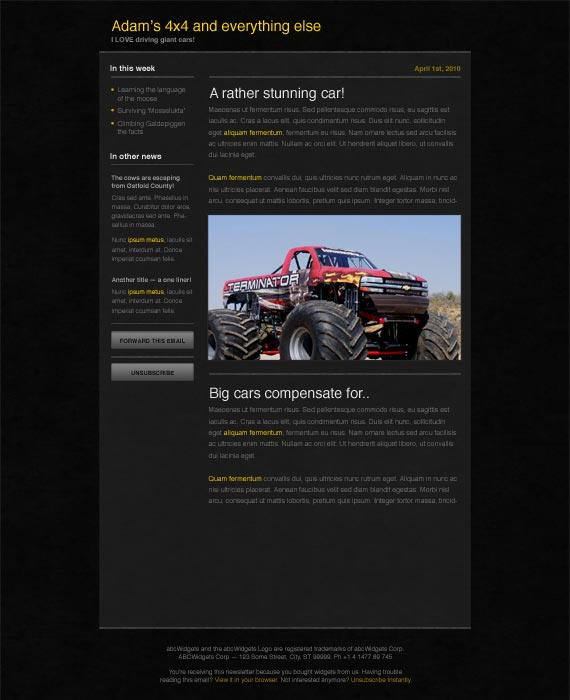 Adam's 4x4 and everything else
I LOVE driving giant cars!
In this week
Learning the language
of the moose
Surviving 'Mosselukta'
Climbing Galdøpiggen
the facts
In other news
The cows are escaping
from Ostfold County!
Cras sed ante. Phasellus in
massa. Curabitur dolor eros,
gravidacras sed ante. Pha-
sellus in massa.
Nunc ipsum metus, iaculis sit
amet, interdum at. Donce
imperat ccumsan felis.
Another title — a one liner!
Nunc ipsum metus, iaculis sit
amet, interdum at. Donce
imperat ccumsan felis.
FORWARD THIS EMAIL
UNSUBSCRIBE
April 1st, 2010
A rather stunning car!
Maecenas ut fermentum risus. Sed pellentesque commodo risus, eu sagittis est
iaculis ac. Cras a lacus elit, quis condimentum risus. Duis elit nunc, sollicitudin
eget aliquam fermentum, fermentum eu risus. Nam ornare lectus sed arcu facilisis
ac ultricies enim mattis. Nullam ac orci elit. Ut hendrerit aliquet libero, ut convallis
dui lacinia eget.
Quam fermentum convallis dui, quis ultricies nunc rutrum eget. Aliquam in nunc ac
nisi ultricies placerat. Aenean faucibus velit sed diam blandit egestas. Morbi nisl
arcu, consequat ut mattis lobortis, pretium quis ipsum. Integer tortor mauris, tincid-
TERMINATOR
Big cars compensate for..
Maecenas ut fermentum risus. Sed pellentesque commodo risus, eu sagittis est
iaculis ac. Cras a lacus elit, quis condimentum risus. Duis elit nunc, sollicitudin
eget aliquam fermentum, fermentum eu risus. Nam ornare lectus sed arcu facilisis
ac ultricies enim mattis. Nullam ac orci elit. Ut hendrerit aliquet libero, ut convallis
dui lacinia eget.
Quam fermentum convallis dui, quis ultricies nunc rutrum eget. Aliquam in nunc ac
nisi ultricies placerat. Aenean faucibus velit sed diam blandit egestas. Morbi nisl
arcu, consequat ut mattis lobortis, pretium quis ipsum. Integer tortor mauris, tincid-
abcWidgets and the abcWidgets Logo are registered trademarks of abcWidgets Corp.
ABCWidgets Corp — 123 Some Street, City, ST 99999. Ph +1 4 1477 89 745
You're receiving this newsletter because you bought widgets from us. Having trouble
reading this email? View it in your browser. Not interested anymore? Unsubscribe Instantly.